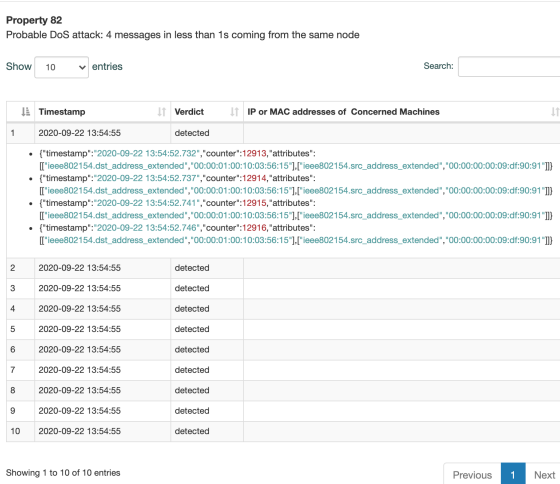 Property 82
Probable DoS attack: 4 messages in less than 1s coming from the same node
Show 10 entries Search:
Timestamp Verdict IP or MAC addresses of Concerned Machines
1 2020-09-22 13:54:55 detected
{"timestamp":"2020-09-22 13:54:52.732","counter":12913,"attributes":
[["ieee802154.dst_address_extended","00:00:01:00:10:03:56:15"],["ieee802154.src_address_extended","00:00:00:00:09:df:90:91"]]}
{"timestamp":"2020-09-22 13:54:52.737","counter":12914,"attributes":
[["ieee802154.dst_address_extended","00:00:01:00:10:03:56:15"],["ieee802154.src_address_extended","00:00:00:00:09:df:90:91"]]}
{"timestamp":"2020-09-22 13:54:52.741","counter":12915,"attributes":
[["ieee802154.dst_address_extended","00:00:01:00:10:03:56:15"],["ieee802154.src_address_extended","00:00:00:00:09:df:90:91"]]}
{"timestamp":"2020-09-22 13:54:52.746","counter":12916,"attributes":
[["ieee802154.dst_address_extended","00:00:01:00:10:03:56:15"],["ieee802154.src_address_extended","00:00:00:00:09:df:90:91"]]}
2 2020-09-22 13:54:55 detected
3 2020-09-22 13:54:55 detected
4 2020-09-22 13:54:55 detected
5 2020-09-22 13:54:55 detected
6 2020-09-22 13:54:55 detected
7 2020-09-22 13:54:55 detected
8 2020-09-22 13:54:55 detected
9 2020-09-22 13:54:55 detected
10 2020-09-22 13:54:55 detected
Showing 1 to 10 of 10 entries Previous 1 Next